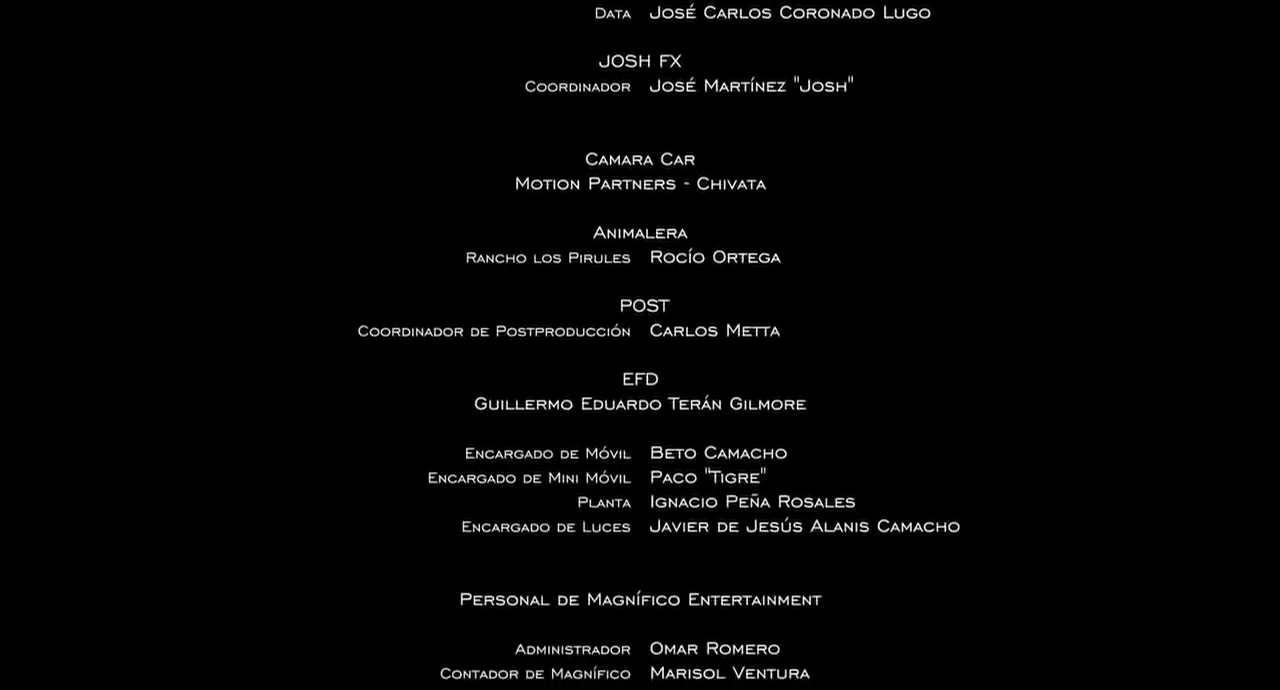 Data José Carlos Coronado Lugo
JOSH FX
Coordinador José Martínez "Josh"
Camara Car
Motion Partners - Chivata
Animalera
Rancho los Pirules Rocío Ortega
POST
Coordinador de Postproducción Carlos Metta
EFD
Guillermo Eduardo Terán Gilmore
Encargado de Móvil Beto Camacho
Encargado de Mini Móvil Paco "Tigre"
Planta Ignacio Peña Rosales
Encargado de Luces Javier de Jesús Alanis Camacho
Personal de Magnífico Entertainment
Administrador Omar Romero
Contador de Magnífico Marisol Ventura